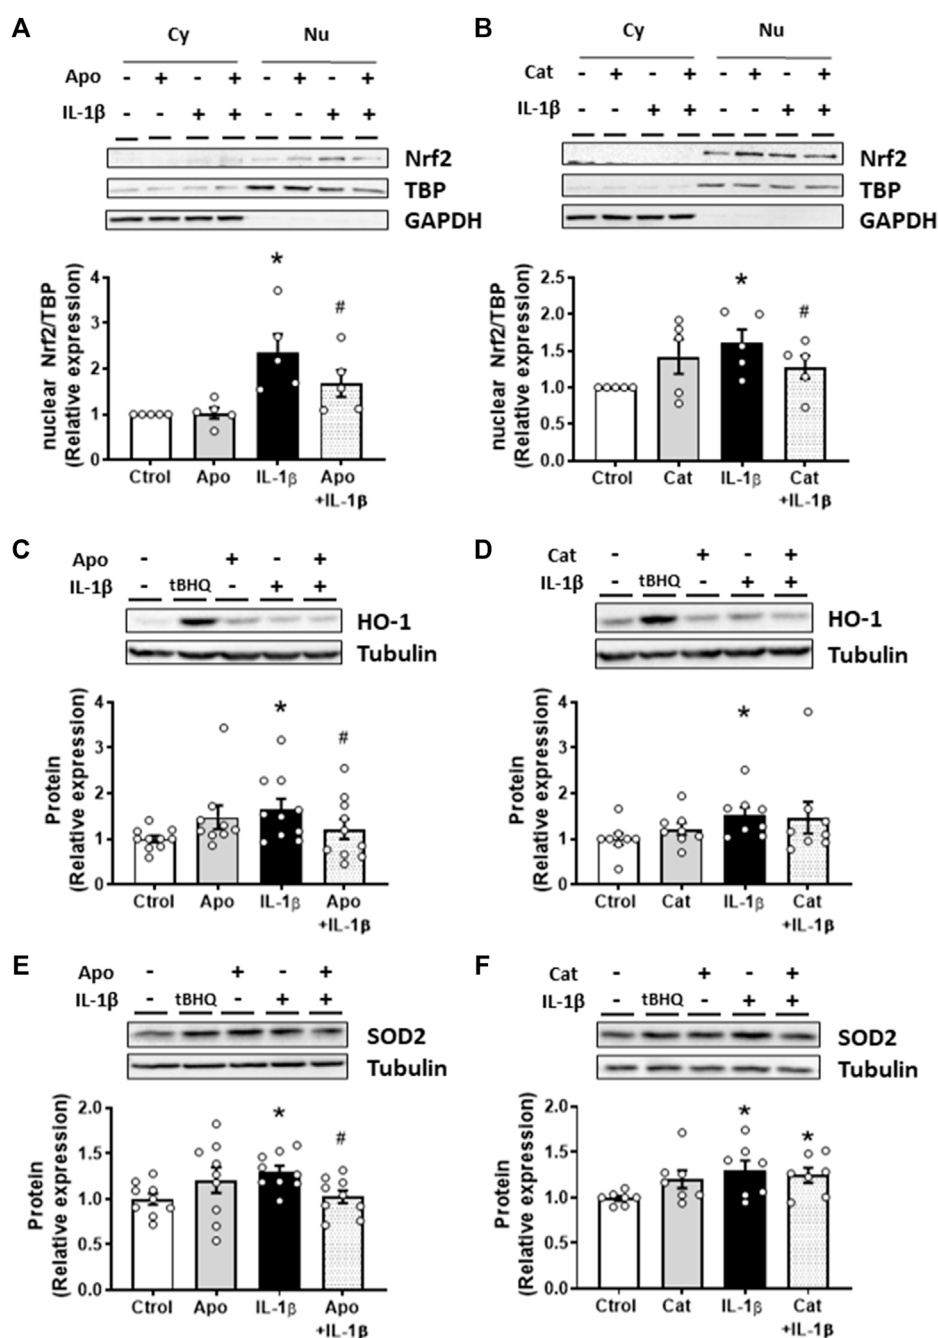 A
Cy Nu
Apo - + - + - + - +
IL-1β - - + + - - + +
Nrf2
TBP
GAPDH
*
#
nuclear Nrf2/TBP
(Relative expression)
4
3
2
1
0
Ctrol Apo IL-1β Apo
+IL-1β
B
Cy Nu
Cat - + - + - + - +
IL-1β - - + + - - + +
Nrf2
TBP
GAPDH
*
#
nuclear Nrf2/TBP
(Relative expression)
2.5
2.0
1.5
1.0
0.5
0.0
Ctrol Cat IL-1β Cat
+IL-1β
C
Apo - + - +
IL-1β - tBHQ - + +
HO-1
Tubulin
*
#
Protein
(Relative expression)
4
3
2
1
0
Ctrol Apo IL-1β Apo
+IL-1β
D
Cat - + - +
IL-1β - tBHQ - + +
HO-1
Tubulin
*
Protein
(Relative expression)
4
3
2
1
0
Ctrol Cat IL-1β Cat
+IL-1β
E
Apo - + - +
IL-1β - tBHQ - + +
SOD2
Tubulin
*
#
Protein
(Relative expression)
2.0
1.5
1.0
0.5
0.0
Ctrol Apo IL-1β Apo
+IL-1β
F
Cat - + - +
IL-1β - tBHQ - + +
SOD2
Tubulin
*
*
Protein
(Relative expression)
2.0
1.5
1.0
0.5
0.0
Ctrol Cat IL-1β Cat
+IL-1β